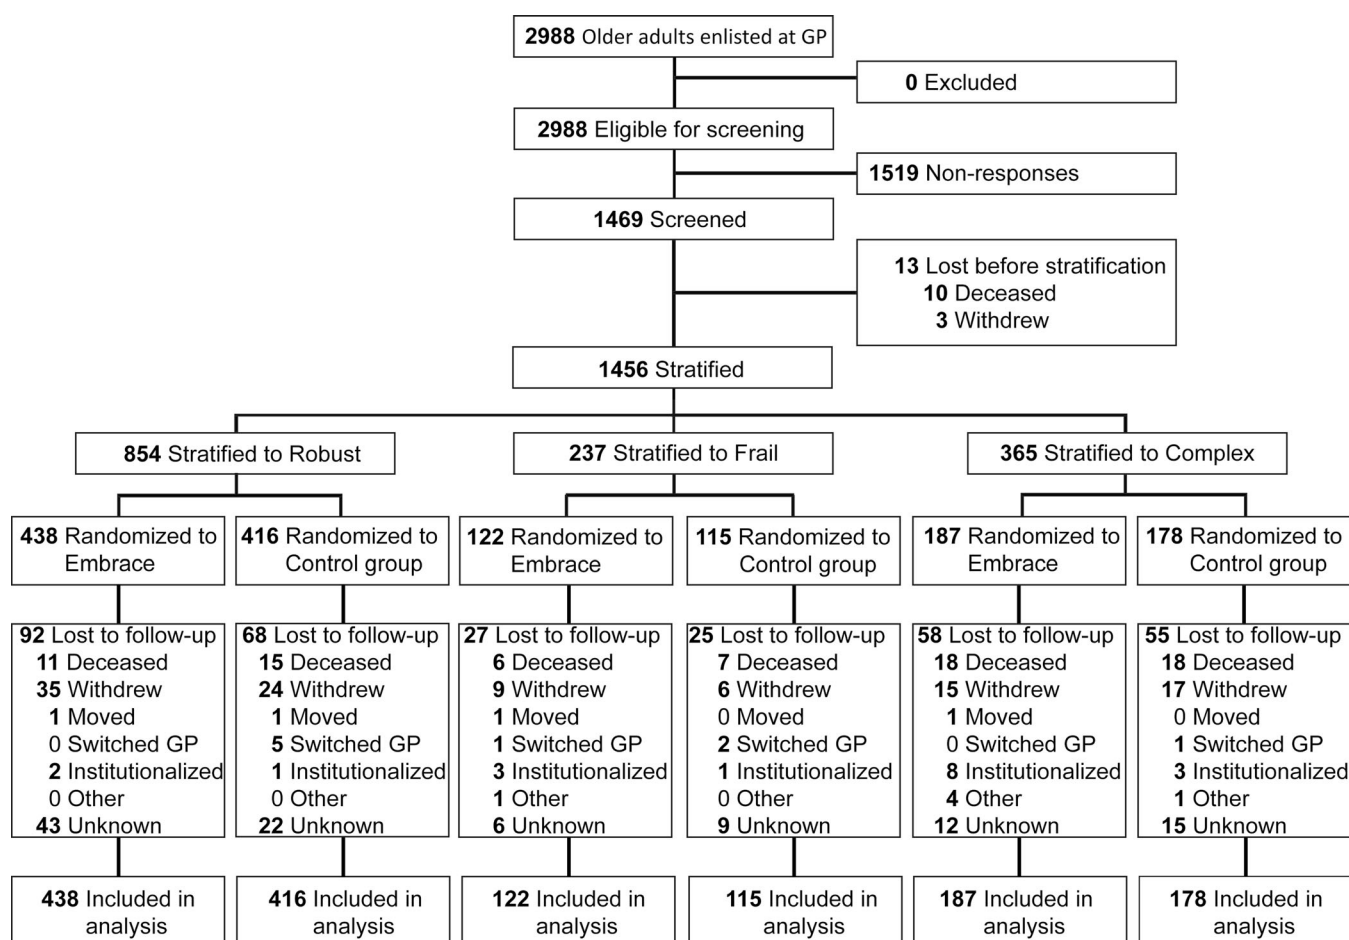 2988 Older adults enlisted at GP
0 Excluded
2988 Eligible for screening
1519 Non-responses
1469 Screened
13 Lost before stratification
10 Deceased
3 Withdrew
1456 Stratified
854 Stratified to Robust
237 Stratified to Frail
365 Stratified to Complex
438 Randomized to
Embrace
416 Randomized to
Control group
122 Randomized to
Embrace
115 Randomized to
Control group
187 Randomized to
Embrace
178 Randomized to
Control group
92 Lost to follow-up
11 Deceased
35 Withdrew
1 Moved
0 Switched GP
2 Institutionalized
0 Other
43 Unknown
68 Lost to follow-up
15 Deceased
24 Withdrew
1 Moved
5 Switched GP
1 Institutionalized
0 Other
22 Unknown
27 Lost to follow-up
6 Deceased
9 Withdrew
1 Moved
1 Switched GP
3 Institutionalized
1 Other
6 Unknown
25 Lost to follow-up
7 Deceased
6 Withdrew
0 Moved
2 Switched GP
1 Institutionalized
0 Other
9 Unknown
58 Lost to follow-up
18 Deceased
15 Withdrew
1 Moved
0 Switched GP
8 Institutionalized
4 Other
12 Unknown
55 Lost to follow-up
18 Deceased
17 Withdrew
0 Moved
1 Switched GP
3 Institutionalized
1 Other
15 Unknown
438 Included in
analysis
416 Included in
analysis
122 Included in
analysis
115 Included in
analysis
187 Included in
analysis
178 Included in
analysis